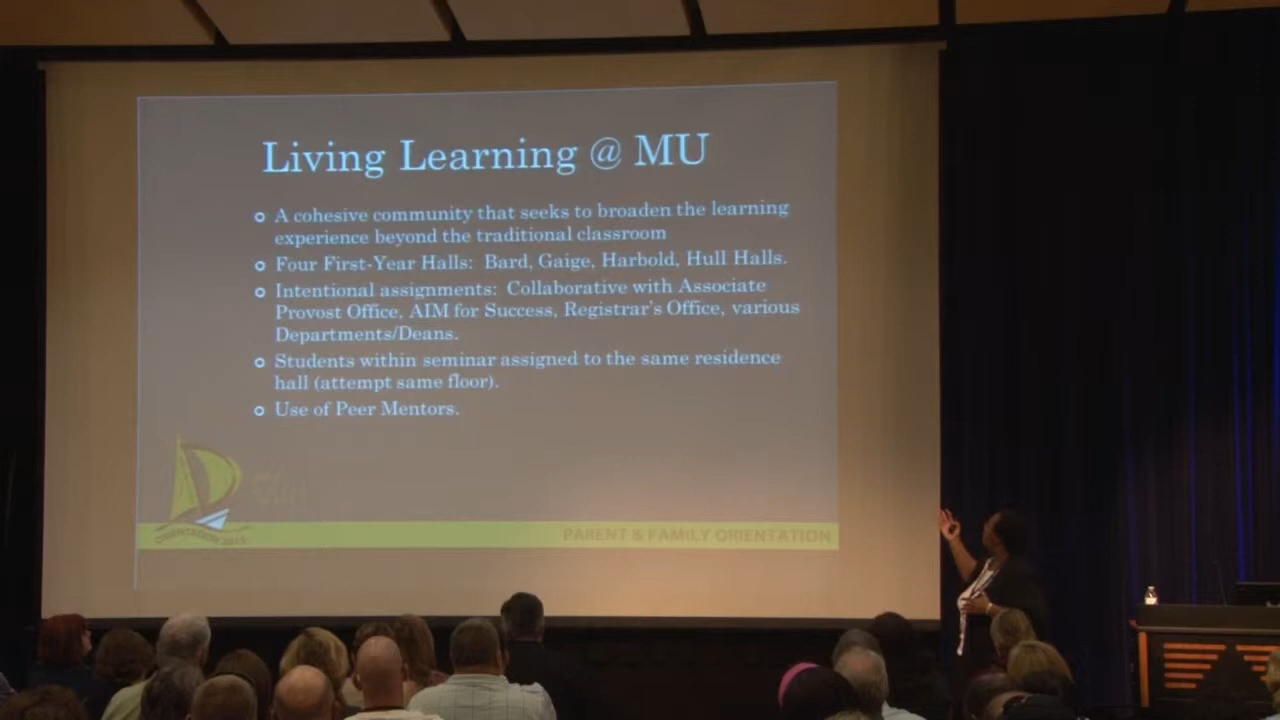 Living Learning @ MU
A cohesive community that seeks to broaden the learning
experience beyond the traditional classroom
Four First-Year Halls: Bard, Gaige, Harbold, Hull Halls.
Intentional assignments: Collaborative with Associate
Provost Office, AIM for Success, Registrar's Office, various
Departments/Deans.
Students within seminar assigned to the same residence
hall (attempt same floor).
Use of Peer Mentors.
PARENT & FAMILY ORIENTATION